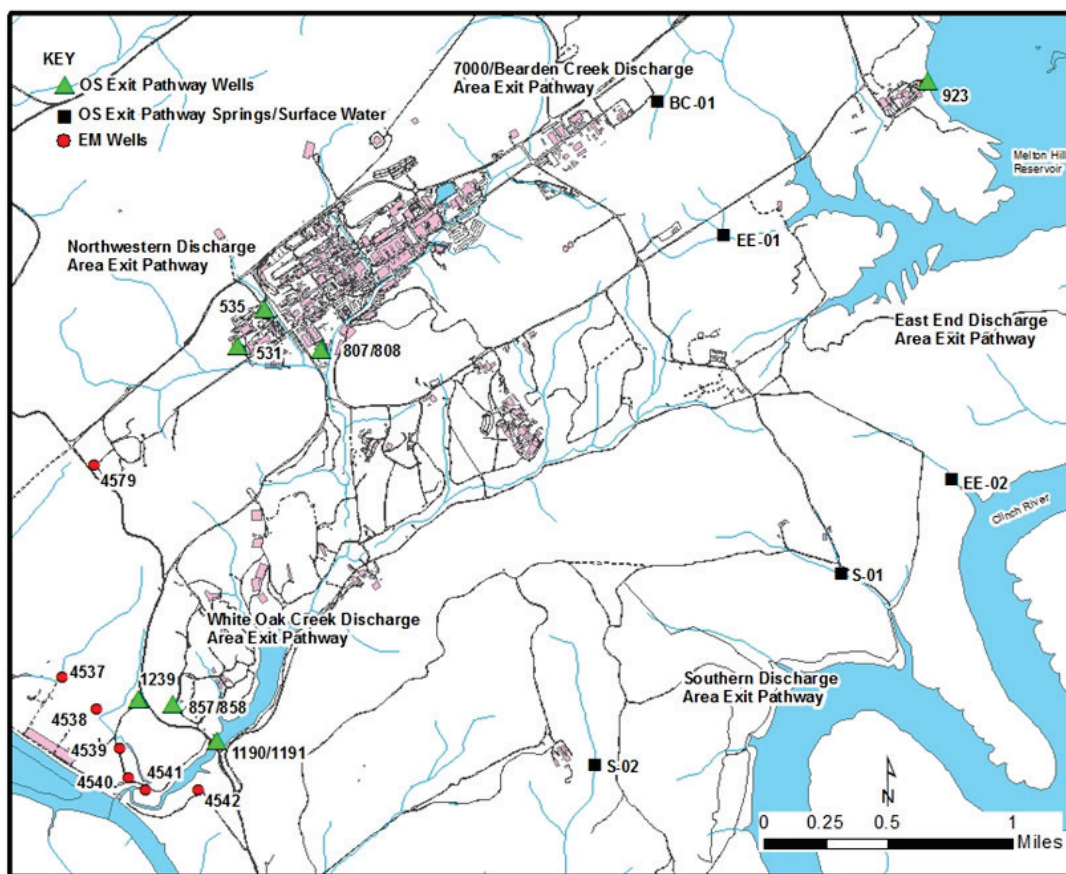 KEY
OS Exit Pathway Wells
OS Exit Pathway Springs/Surface Water
EM Wells
7000/Bearden Creek Discharge
Area Exit Pathway
BC-01
923
Melton Hill
Reservoir
Northwestern Discharge
Area Exit Pathway
EE-01
535
531
807/808
East End Discharge
Area Exit Pathway
4579
EE-02
Clinch River
S-01
White Oak Creek Discharge
Area Exit Pathway
4537
1239
4538
857/858
Southern Discharge
Area Exit Pathway
4539
1190/1191
4540
4541
4542
S-02
N
0 0.25 0.5 1
Miles